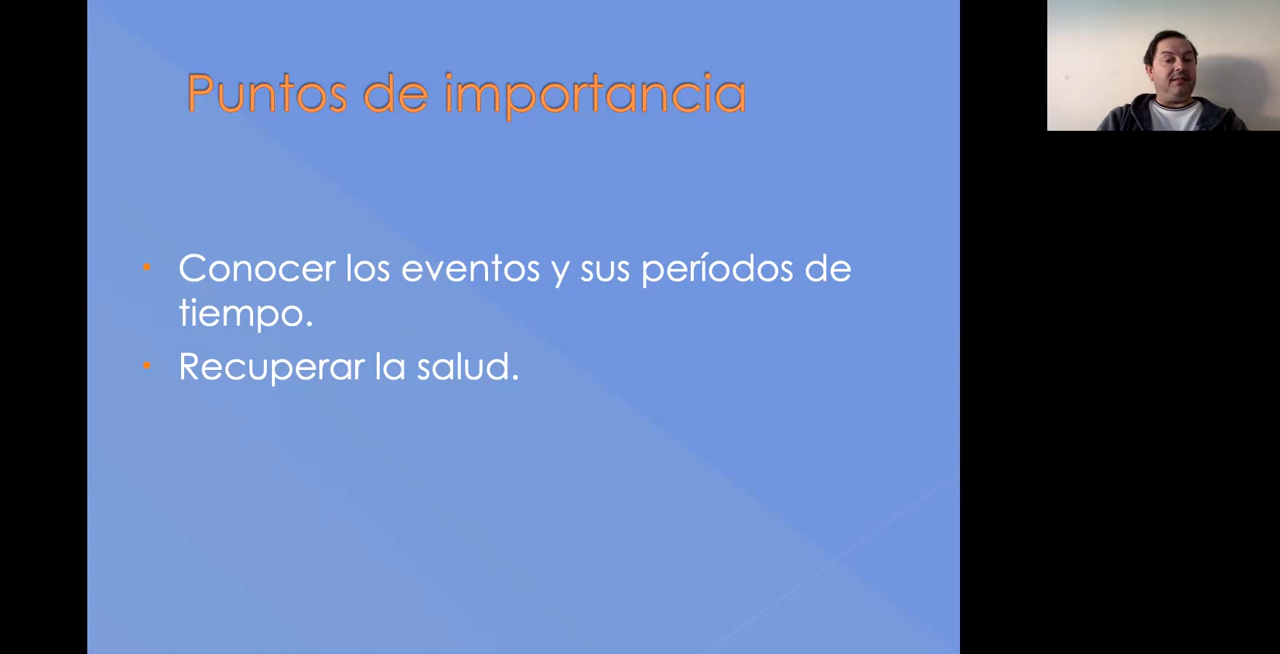 Puntos de importancia
Conocer los eventos y sus períodos de
tiempo.
Recuperar la salud.